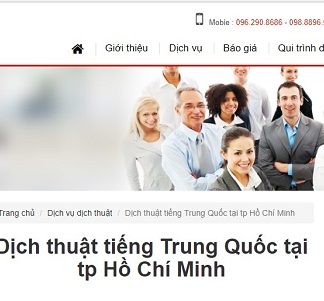 Mobie : 096.290.8686 - 098.8896.
Giới thiệu Dịch vụ Báo giá Qui trình
Trang chủ / Dịch vụ dịch thuật / Dịch thuật tiếng Trung Quốc tại tp Hồ Chí Minh
Dịch thuật tiếng Trung Quốc tại
tp Hồ Chí Minh